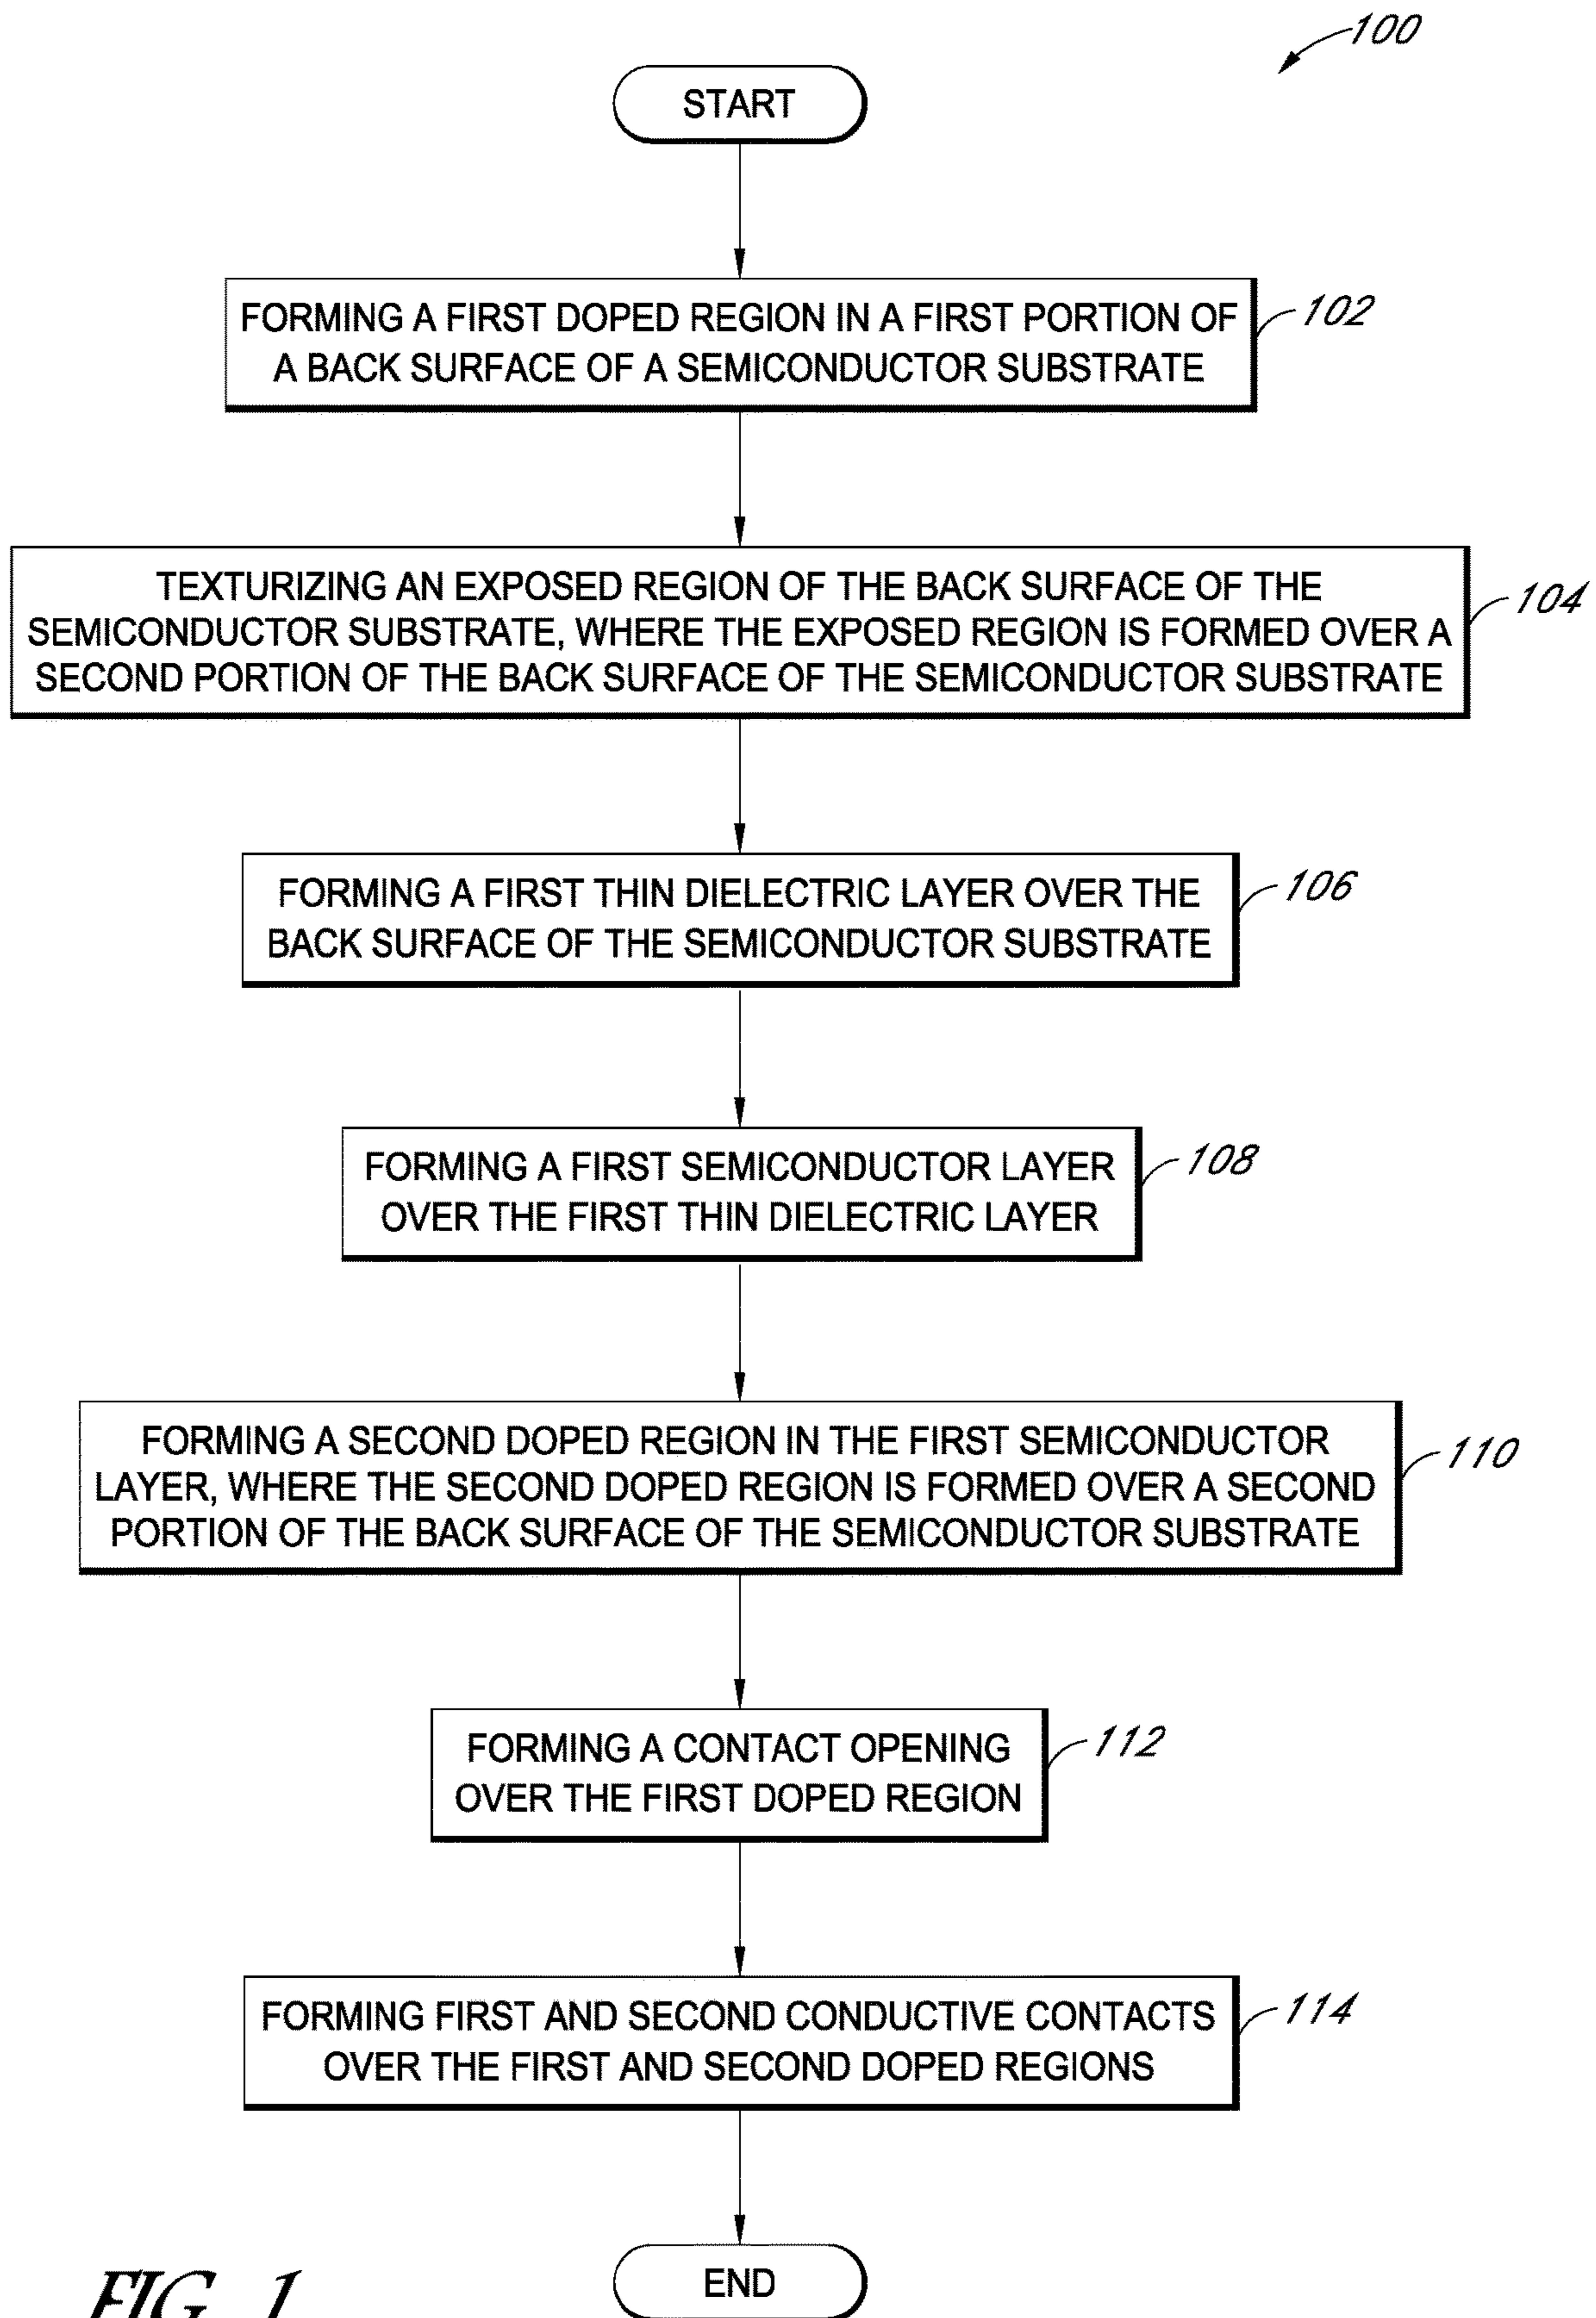 100
START
FORMING A FIRST DOPED REGION IN A FIRST PORTION OF
A BACK SURFACE OF A SEMICONDUCTOR SUBSTRATE
102
TEXTURIZING AN EXPOSED REGION OF THE BACK SURFACE OF THE
SEMICONDUCTOR SUBSTRATE, WHERE THE EXPOSED REGION IS FORMED OVER A
SECOND PORTION OF THE BACK SURFACE OF THE SEMICONDUCTOR SUBSTRATE
104
FORMING A FIRST THIN DIELECTRIC LAYER OVER THE
BACK SURFACE OF THE SEMICONDUCTOR SUBSTRATE
106
FORMING A FIRST SEMICONDUCTOR LAYER
OVER THE FIRST THIN DIELECTRIC LAYER
108
FORMING A SECOND DOPED REGION IN THE FIRST SEMICONDUCTOR
LAYER, WHERE THE SECOND DOPED REGION IS FORMED OVER A SECOND
PORTION OF THE BACK SURFACE OF THE SEMICONDUCTOR SUBSTRATE
110
FORMING A CONTACT OPENING
OVER THE FIRST DOPED REGION
112
FORMING FIRST AND SECOND CONDUCTIVE CONTACTS
OVER THE FIRST AND SECOND DOPED REGIONS
114
END
FIG. 1